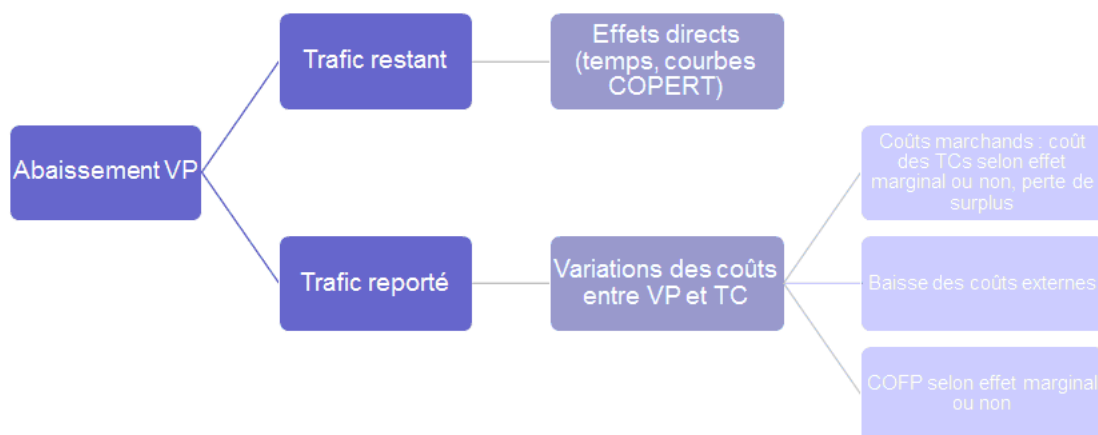 Abaissement VP
Trafic restant
Effets directs
(temps, courbes
COPERT)
Trafic reporté
Variations des coûts
entre VP et TC
Coûts marchands : coût
des TCs selon effet
marginal ou non, perte de
surplus
Baisse des coûts externes
COFP selon effet marginal
ou non